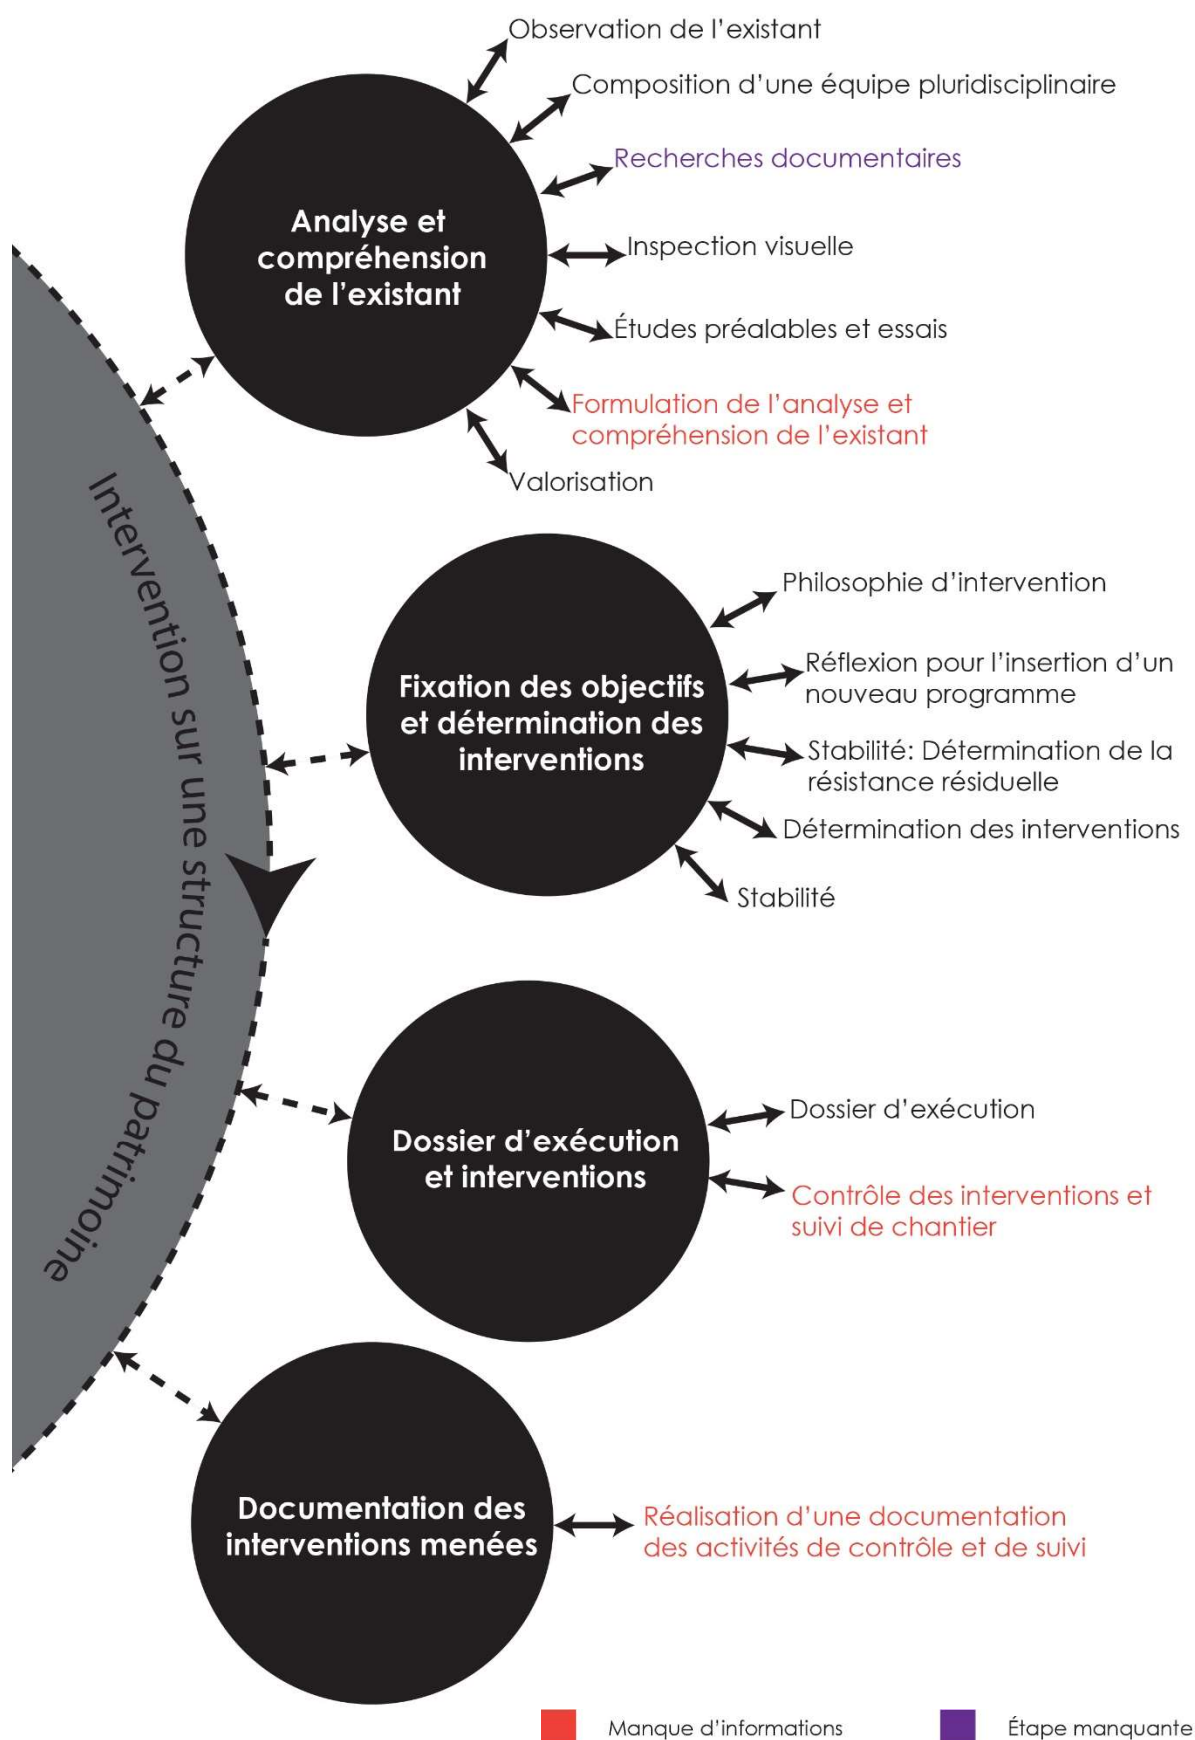 Observation de l'existant
Composition d'une équipe pluridisciplinaire
Recherches documentaires
Analyse et
compréhension
de l'existant
Inspection visuelle
Études préalables et essais
Formulation de l'analyse et
compréhension de l'existant
Valorisation
Intervention sur une structure du patrimoine
Philosophie d'intervention
Réflexion pour l'insertion d'un
nouveau programme
Fixation des objectifs
et détermination des
interventions
Stabilité: Détermination de la
résistance résiduelle
Détermination des interventions
Stabilité
Dossier d'exécution
et interventions
Dossier d'exécution
Contrôle des interventions et
suivi de chantier
Documentation des
interventions menées
Réalisation d'une documentation
des activités de contrôle et de suivi
Manque d'informations
Étape manquante